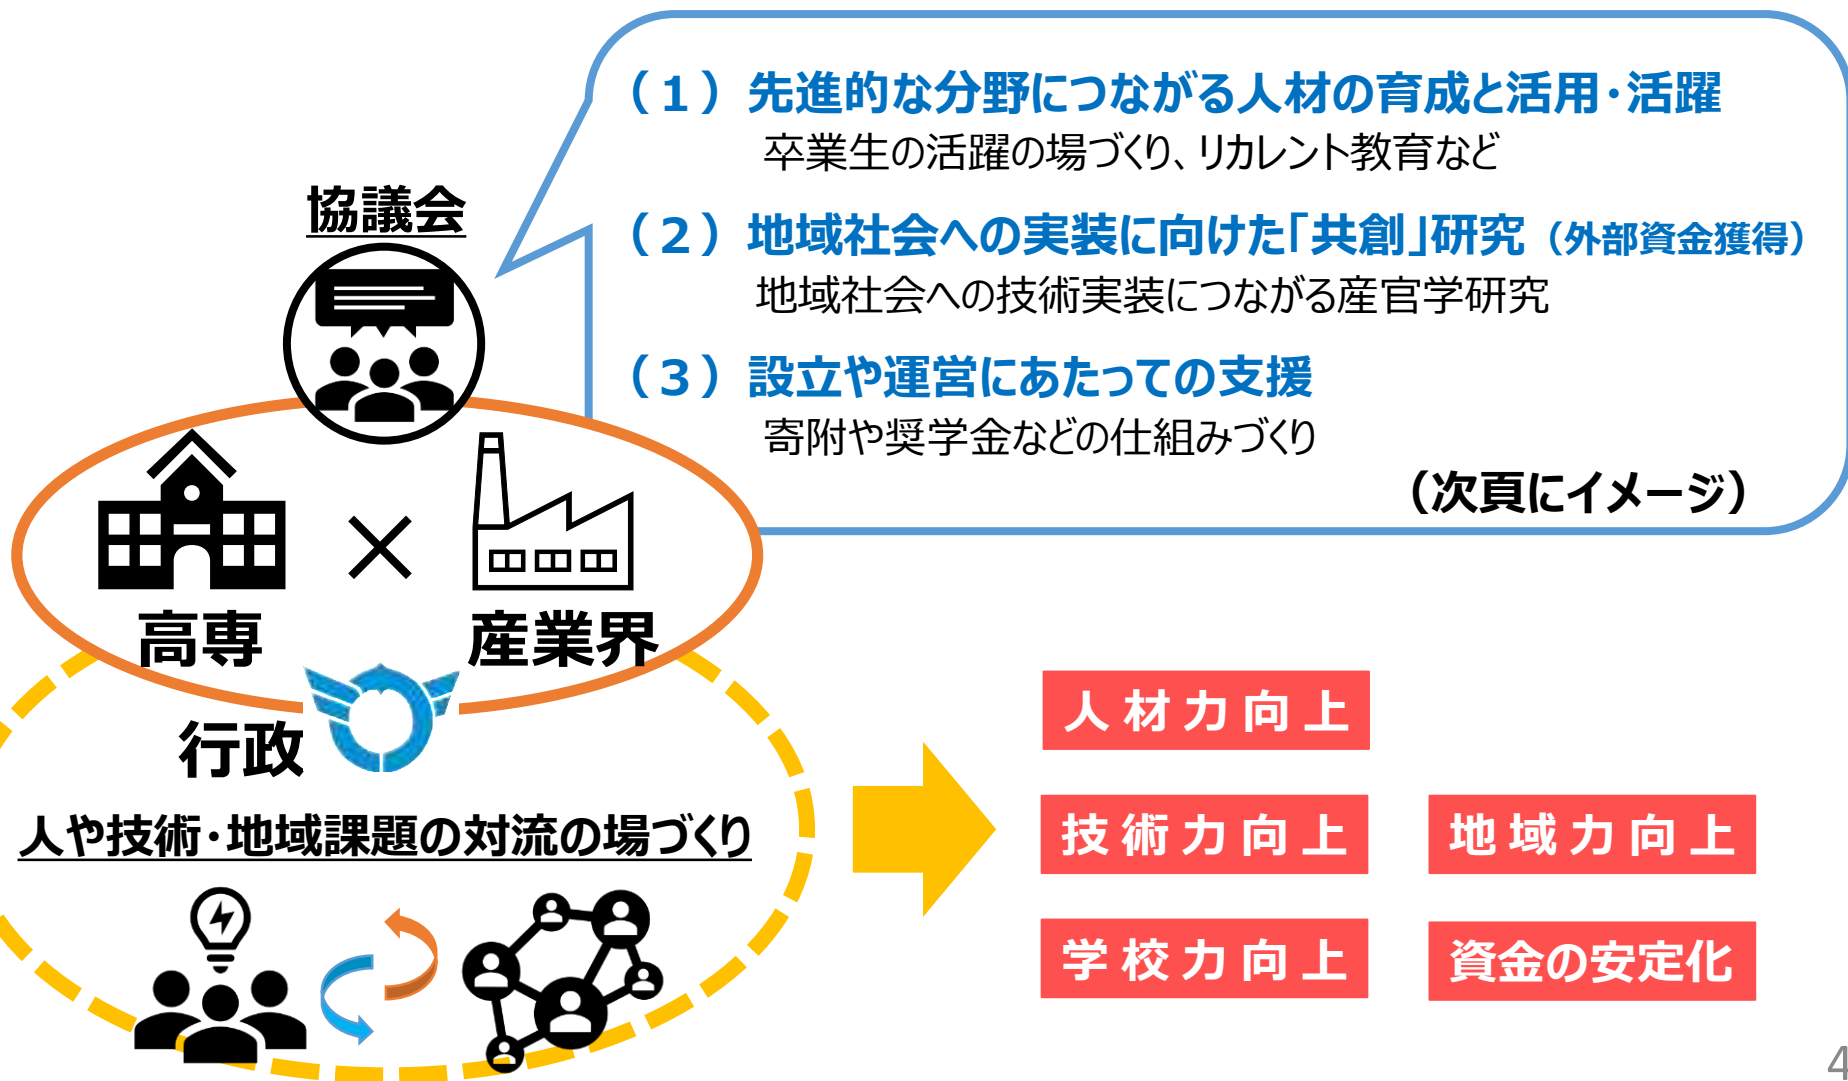 （１）先進的な分野につながる人材の育成と活用・活躍
卒業生の活躍の場づくり、リカレント教育など
（２）地域社会への実装に向けた「共創」研究（外部資金獲得）
地域社会への技術実装につながる産官学研究
（３）設立や運営にあたっての支援
寄附や奨学金などの仕組みづくり
（次頁にイメージ）
協議会
高専
×
産業界
行政
人や技術・地域課題の対流の場づくり
人材力向上
技術力向上
地域力向上
学校力向上
資金の安定化
4